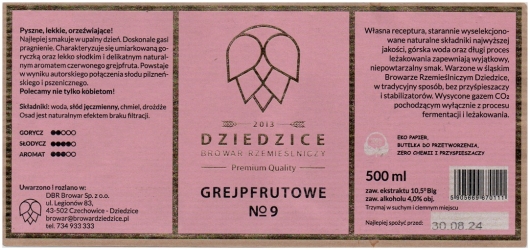 Pyszne, lekkie, orzeźwiające!
Najlepiej smakuje w upalny dzień. Doskonale gasi
pragnienie. Charakteryzuje się umiarkowaną go-
ryczką oraz lekko słodkim i delikatnym natural-
nym aromatem czerwonego grejpfruta. Powstaje
w wyniku autorskiego połączenia słodu pilzneń-
skiego i pszenicznego.
Polecamy nie tylko kobietom!
Składniki: woda, słód jęczmienny, chmiel, drożdże
Osad jest naturalnym efektem braku filtracji.
GORYCZ
SŁODYCZ
AROMAT
Uwarzono i rozlano w:
DBR Browar Sp. z o.o.
ul. Legionów 83,
43-502 Czechowice - Dziedzice
browar@browardziedzice.pl
tel. 734 933 333
2013
DZIEDZICE
BROWAR RZEMIEŚLNICZY
Premium Quality
GREJPFRUTOWE
№ 9
Własna receptura, starannie wyselekcjono-
wane naturalne składniki najwyższej
jakości, górska woda oraz długi proces
leżakowania zapewniają wyjątkowy,
niepowtarzalny smak. Warzone w śląskim
Browarze Rzemieślniczym Dziedzice,
w tradycyjny sposób, bez przyśpieszaczy
i stabilizatorów. Wysycone gazem CO₂
pochodzącym wyłącznie z procesu
fermentacji i leżakowania.
EKO PAPIER,
BUTELKA DO PRZETWORZENIA,
ZERO CHEMII I PRZYSPIESZACZY
500 ml
zaw. ekstraktu 10,5° Blg
zaw. alkoholu 4,0% obj.
Trzymaj w suchym i ciemnym miejscu
Najlepiej spożyć przed: 30.08.24